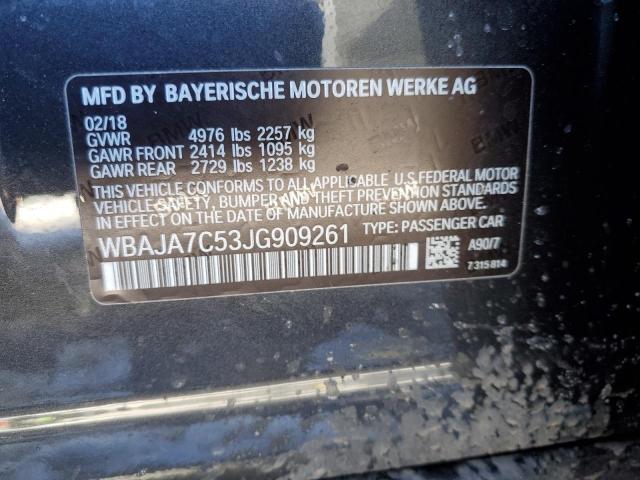 MFD BY BAYERISCHE MOTOREN WERKE AG
02/18
GVWR 4976 lbs 2257 kg
GAWR FRONT 2414 lbs 1095 kg
GAWR REAR 2729 lbs 1238 kg
THIS VEHICLE CONFORMS TO ALL APPLICABLE U.S.FEDERAL MOTOR
VEHICLE SAFETY, BUMPER AND THEFT PREVENTION STANDARDS
IN EFFECT ON THE DATE OF MANUFACTURE SHOWN ABOVE.
WBAJA7C53JG909261 TYPE: PASSENGER CAR
A90/7
7315814